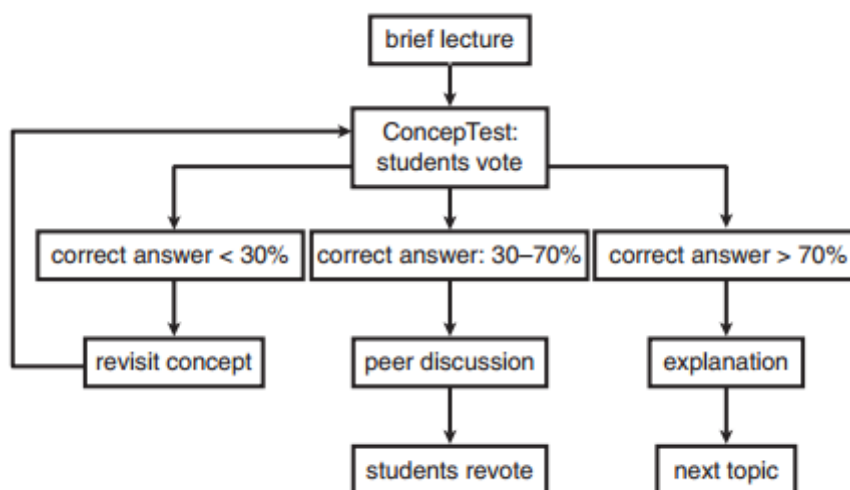 brief lecture
ConcepTest:
students vote
correct answer < 30%
correct answer: 30–70%
correct answer > 70%
revisit concept
peer discussion
explanation
students revote
next topic